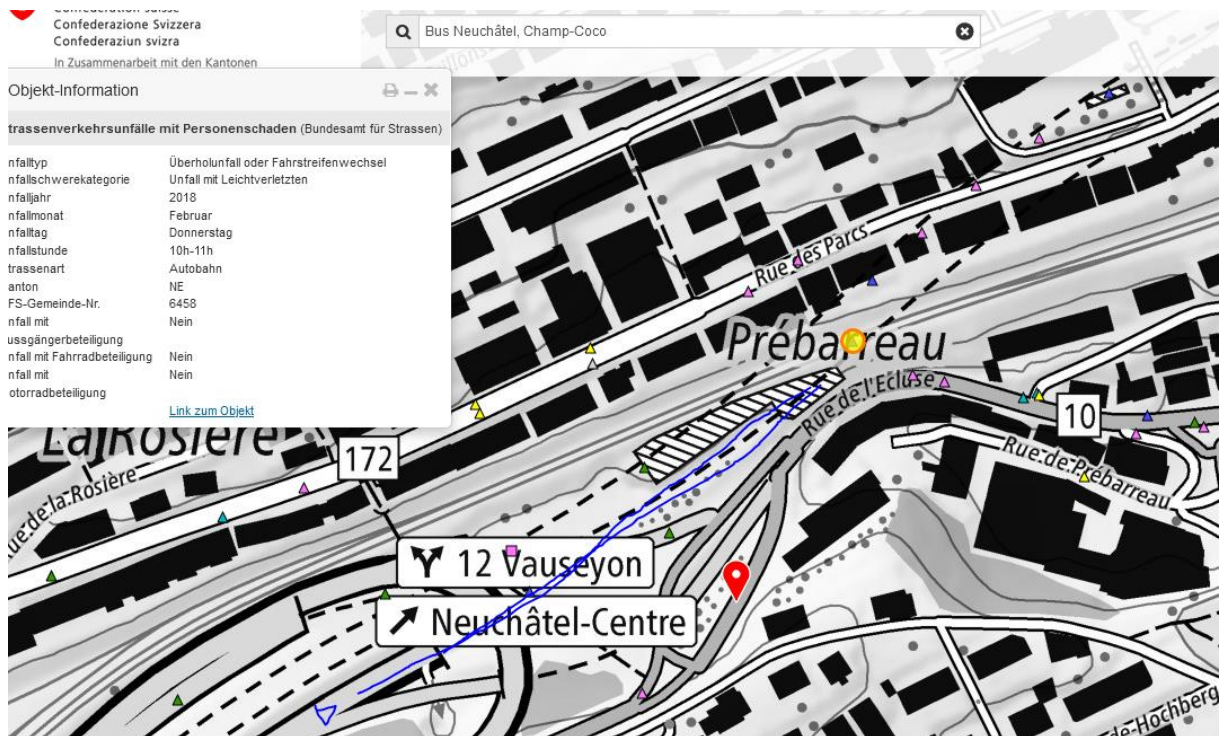 Confederaziun svizra
Confederazione Svizzera
In Zusammenarbeit mit den Kantonen
Bus Neuchâtel, Champ-Coco
Objekt-Information
trassenverkehrsunfälle mit Personenschaden (Bundesamt für Strassen)
nfalltyp Überholunfall oder Fahrstreifenwechsel
nfallschwerekategorie Unfall mit Leichtverletzten
nfalljahr 2018
nfallmonat Februar
nfalltag Donnerstag
nfallstunde 10h-11h
trassenart Autobahn
anton NE
FS-Gemeinde-Nr. 6458
nfall mit Nein
ussgängerbeteiligung
nfall mit Fahrradbeteiligung Nein
nfall mit Nein
otorradbeteiligung
Link zum Objekt
Rue des Parcs
Prébarreau
Rue de l'Ecluse
10
La Rosière
172
Rue de Prébarreau
ue de la Rosière
12 Vauseyon
Neuchâtel-Centre
de-Hochberg